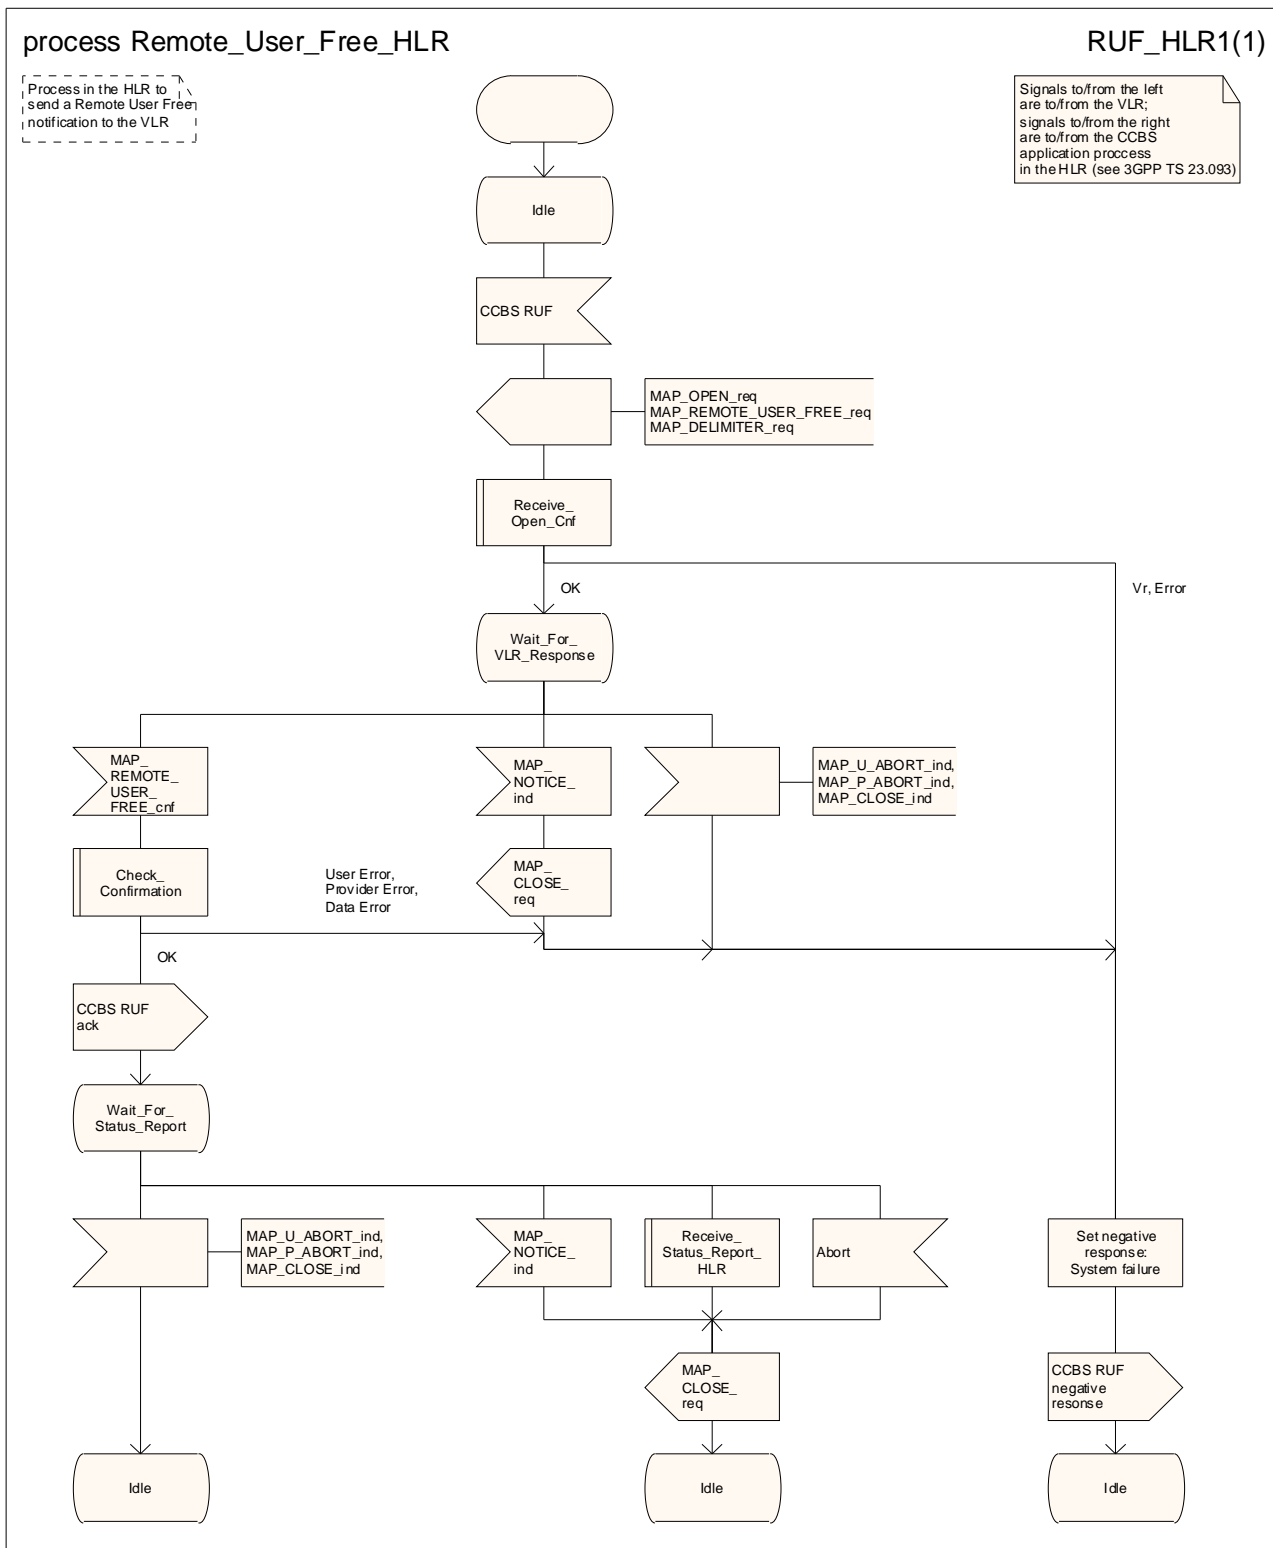 process Remote_User_Free_HLR
RUF_HLR1(1)
Process in the HLR to
send a Remote User Free
notification to the VLR
Signals to/from the left
are to/from the VLR;
signals to/from the right
are to/from the CCBS
application proccess
in the HLR (see 3GPP TS 23.093)
Idle
CCBS RUF
MAP_OPEN_req
MAP_REMOTE_USER_FREE_req
MAP_DELIMITER_req
Receive_
Open_Cnf
OK
Vr, Error
Wait_For_
VLR_Response
MAP_
REMOTE_
USER_
FREE_cnf
MAP_
NOTICE_
ind
MAP_U_ABORT_ind,
MAP_P_ABORT_ind,
MAP_CLOSE_ind
Check_
Confirmation
User Error,
Provider Error,
Data Error
MAP_
CLOSE_
req
OK
CCBS RUF
ack
Wait_For_
Status_Report
MAP_U_ABORT_ind,
MAP_P_ABORT_ind,
MAP_CLOSE_ind
MAP_
NOTICE_
ind
Receive_
Status_Report_
HLR
Abort
Set negative
response:
System failure
MAP_
CLOSE_
req
CCBS RUF
negative
resonse
Idle
Idle
Idle